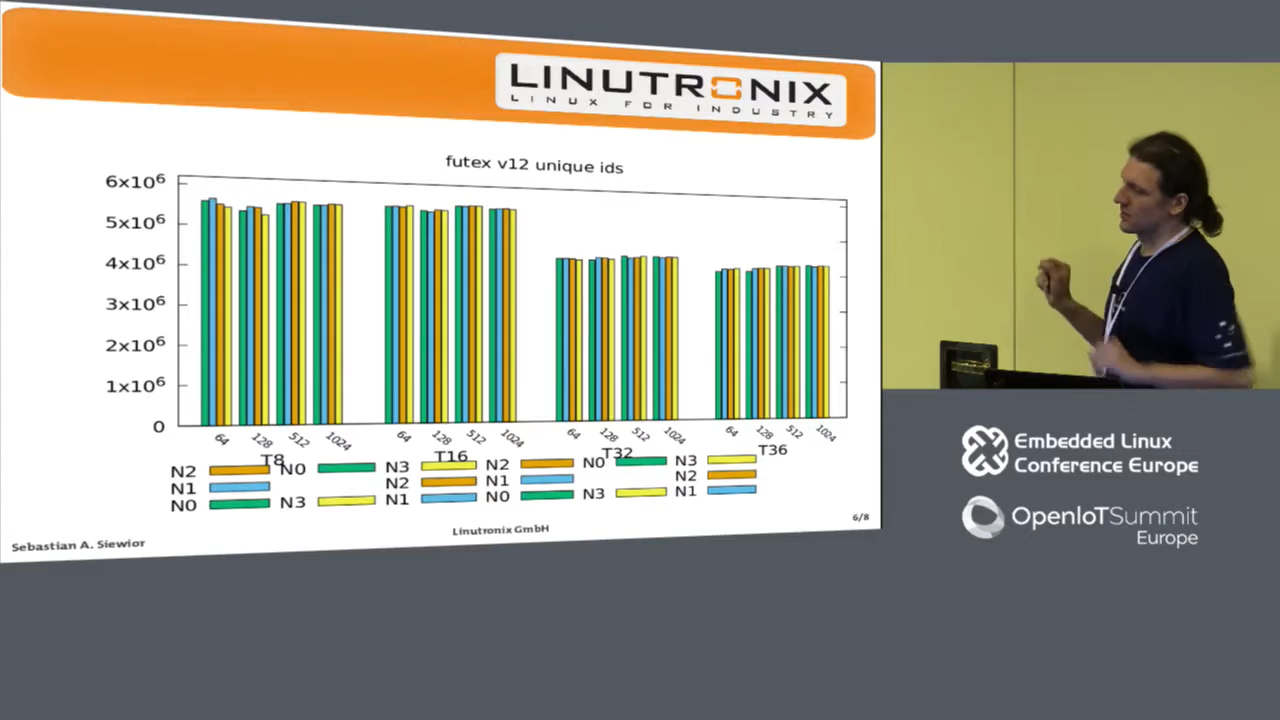 LINUTRONIX
LINUX FOR INDUSTRY
futex v12 unique ids
6x10⁶
5x10⁶
4x10⁶
3x10⁶
2x10⁶
1x10⁶
0
64 128 512 1024 64 128 512 1024 64 128 512 1024 64 128 512 1024
T8 T16 T32 T36
N2 N0 N3 N2 N0 N3
N1 N2 N1 N2
N0 N3 N1 N0 N3 N1
Sebastian A. Siewior
Linutronix GmbH
6/8
Embedded Linux
Conference Europe
OpenIoTSummit
Europe